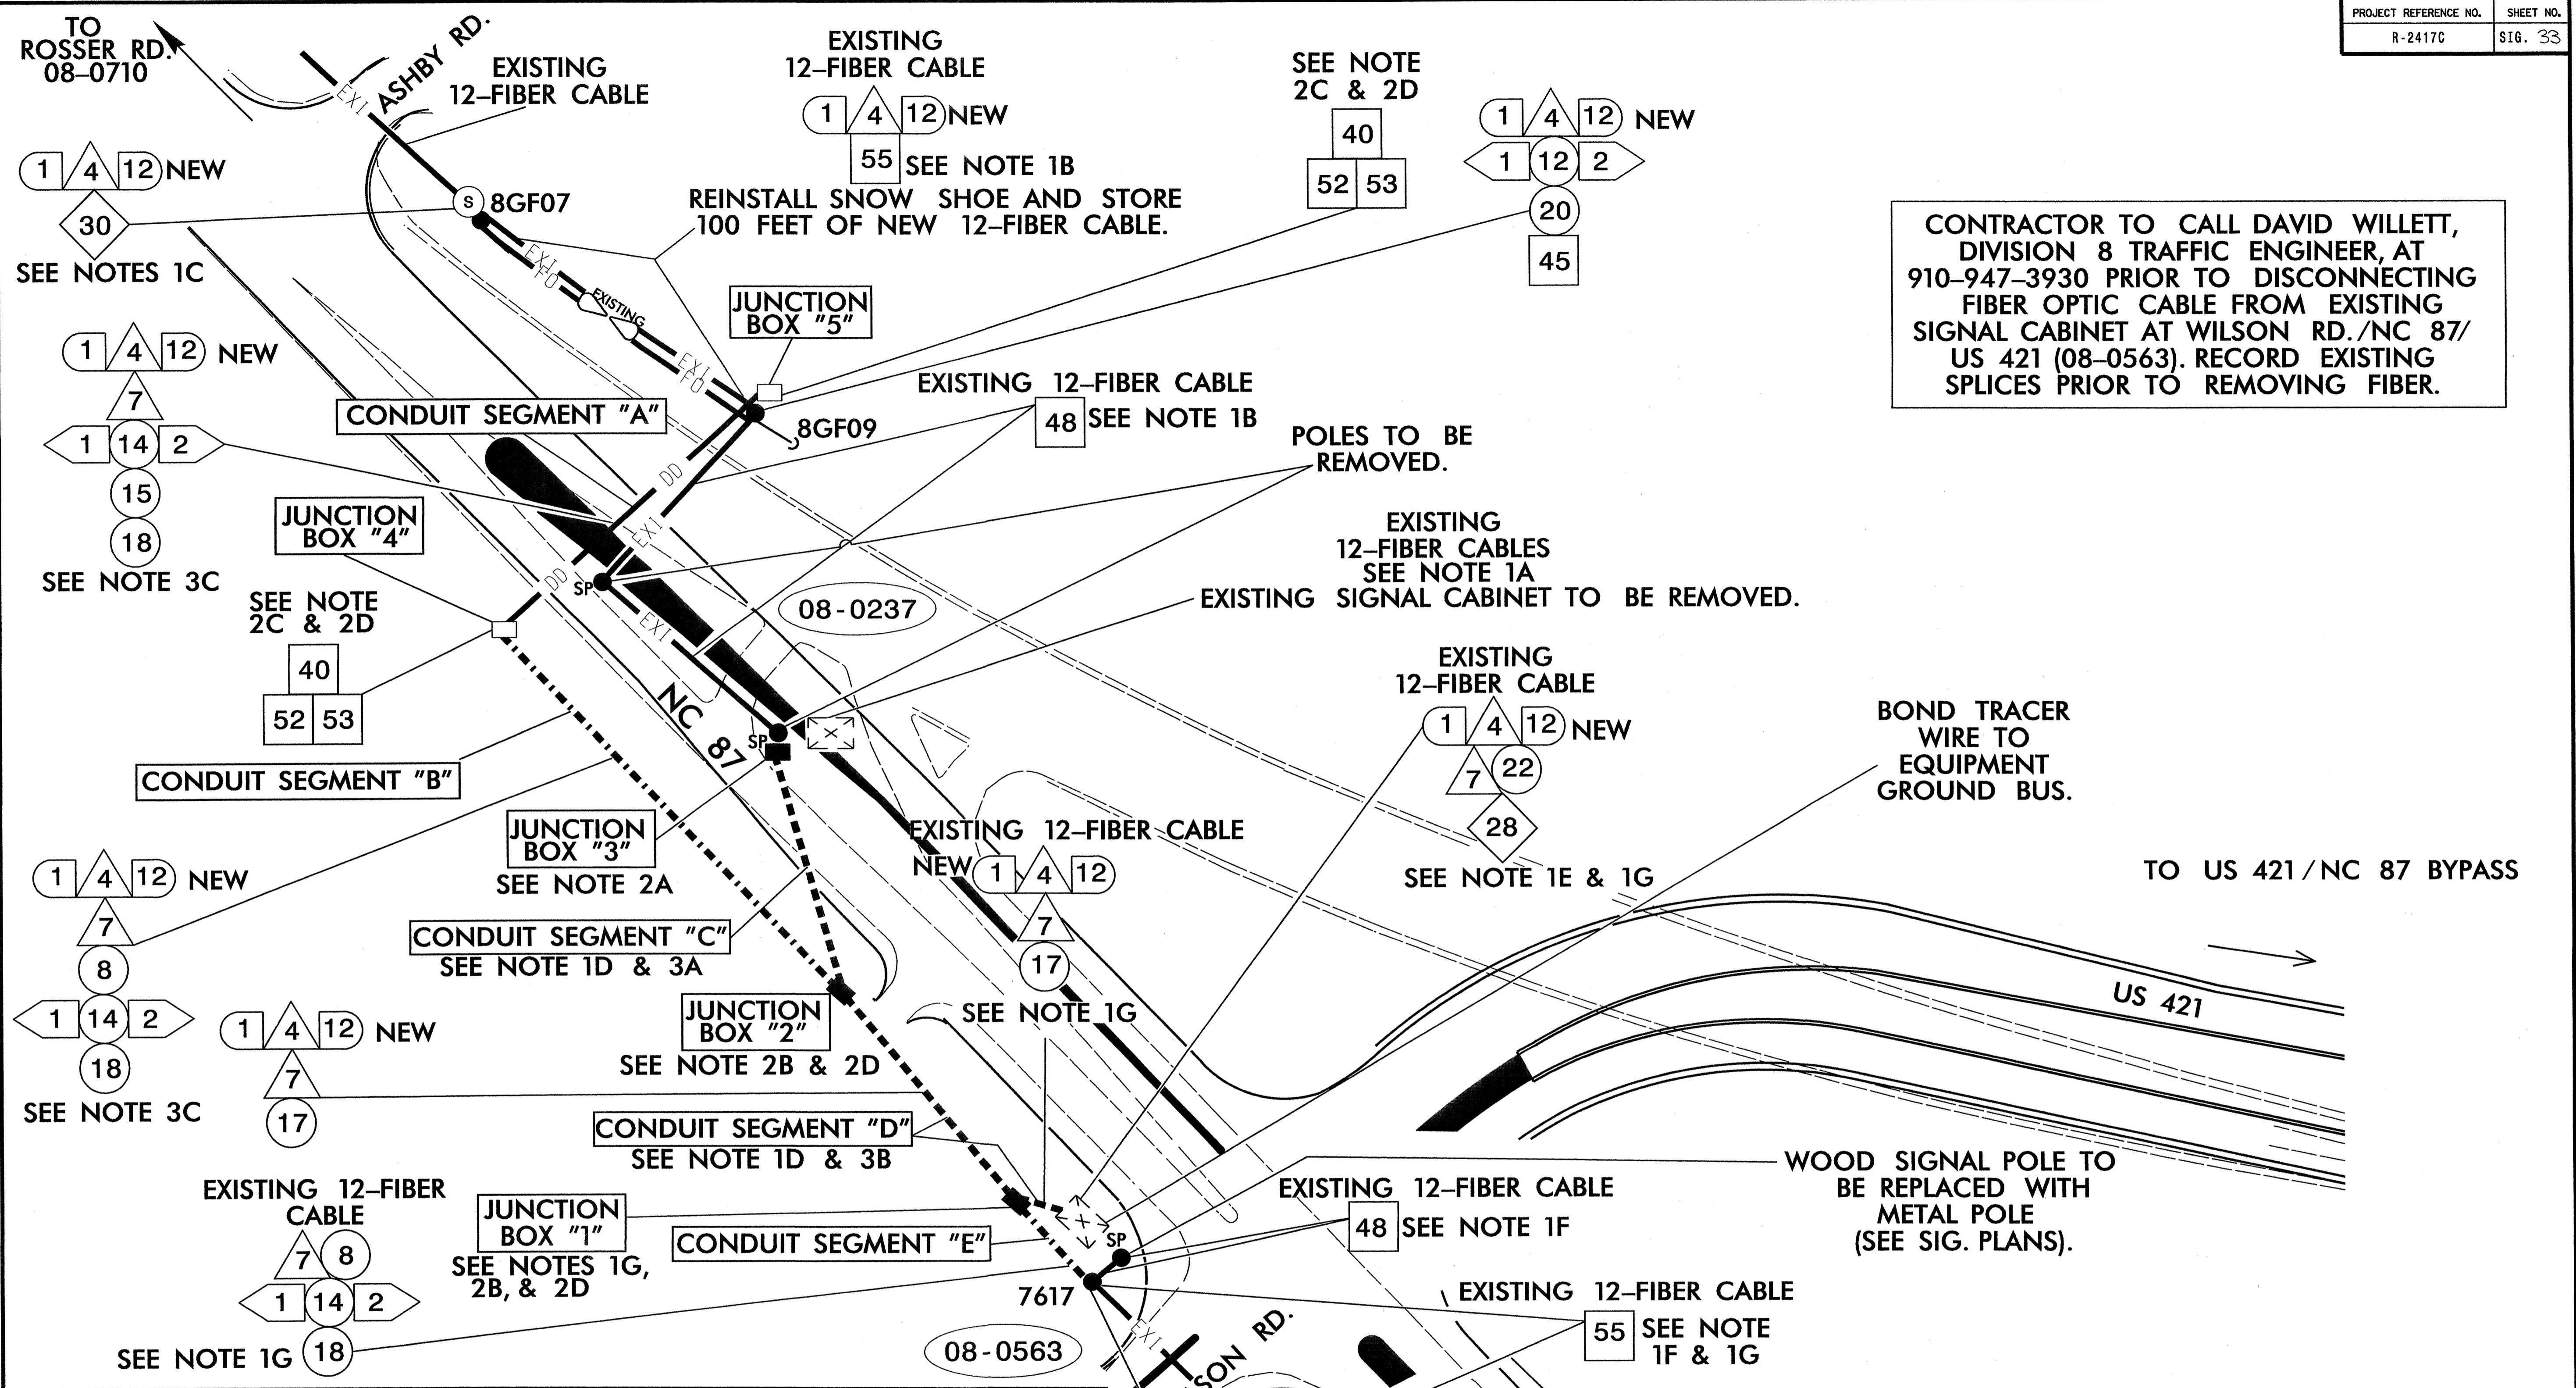 PROJECT REFERENCE NO.
SHEET NO.
R-2417C
SIG. 33
TO
ROSSER RD.
08-0710
ASHBY RD.
EXI
EXISTING
12-FIBER CABLE
EXISTING
12-FIBER CABLE
1 4 12 NEW
55 SEE NOTE 1B
REINSTALL SNOW SHOE AND STORE
100 FEET OF NEW 12-FIBER CABLE.
SEE NOTE
2C & 2D
40
52 53
1 4 12 NEW
1 12 2
20
45
CONTRACTOR TO CALL DAVID WILLETT,
DIVISION 8 TRAFFIC ENGINEER, AT
910-947-3930 PRIOR TO DISCONNECTING
FIBER OPTIC CABLE FROM EXISTING
SIGNAL CABINET AT WILSON RD./NC 87/
US 421 (08-0563). RECORD EXISTING
SPLICES PRIOR TO REMOVING FIBER.
1 4 12 NEW
30
SEE NOTES 1C
S 8GF07
EXI
FO
EXISTING
EXI
FO
JUNCTION
BOX "5"
8GF09
1 4 12 NEW
7
1 14 2
15
18
SEE NOTE 3C
CONDUIT SEGMENT "A"
EXISTING 12-FIBER CABLE
48 SEE NOTE 1B
POLES TO BE
REMOVED.
DD
EXI
JUNCTION
BOX "4"
DD
SP
EXI
EXISTING
12-FIBER CABLES
SEE NOTE 1A
EXISTING SIGNAL CABINET TO BE REMOVED.
08-0237
SEE NOTE
2C & 2D
40
52 53
NC 87
SP
X
CONDUIT SEGMENT "B"
EXISTING
12-FIBER CABLE
1 4 12 NEW
7 22
28
SEE NOTE 1E & 1G
BOND TRACER
WIRE TO
EQUIPMENT
GROUND BUS.
JUNCTION
BOX "3"
SEE NOTE 2A
EXISTING 12-FIBER CABLE
NEW 1 4 12
7
17
SEE NOTE 1G
TO US 421 / NC 87 BYPASS
US 421
1 4 12 NEW
7
8
1 14 2
18
SEE NOTE 3C
CONDUIT SEGMENT "C"
SEE NOTE 1D & 3A
1 4 12 NEW
7
17
JUNCTION
BOX "2"
SEE NOTE 2B & 2D
CONDUIT SEGMENT "D"
SEE NOTE 1D & 3B
EXISTING 12-FIBER
CABLE
7 8
1 14 2
SEE NOTE 1G 18
JUNCTION
BOX "1"
SEE NOTES 1G,
2B, & 2D
CONDUIT SEGMENT "E"
X
SP
7617
EXI
08-0563
SON RD.
EXISTING 12-FIBER CABLE
48 SEE NOTE 1F
WOOD SIGNAL POLE TO
BE REPLACED WITH
METAL POLE
(SEE SIG. PLANS).
EXISTING 12-FIBER CABLE
55 SEE NOTE
1F & 1G